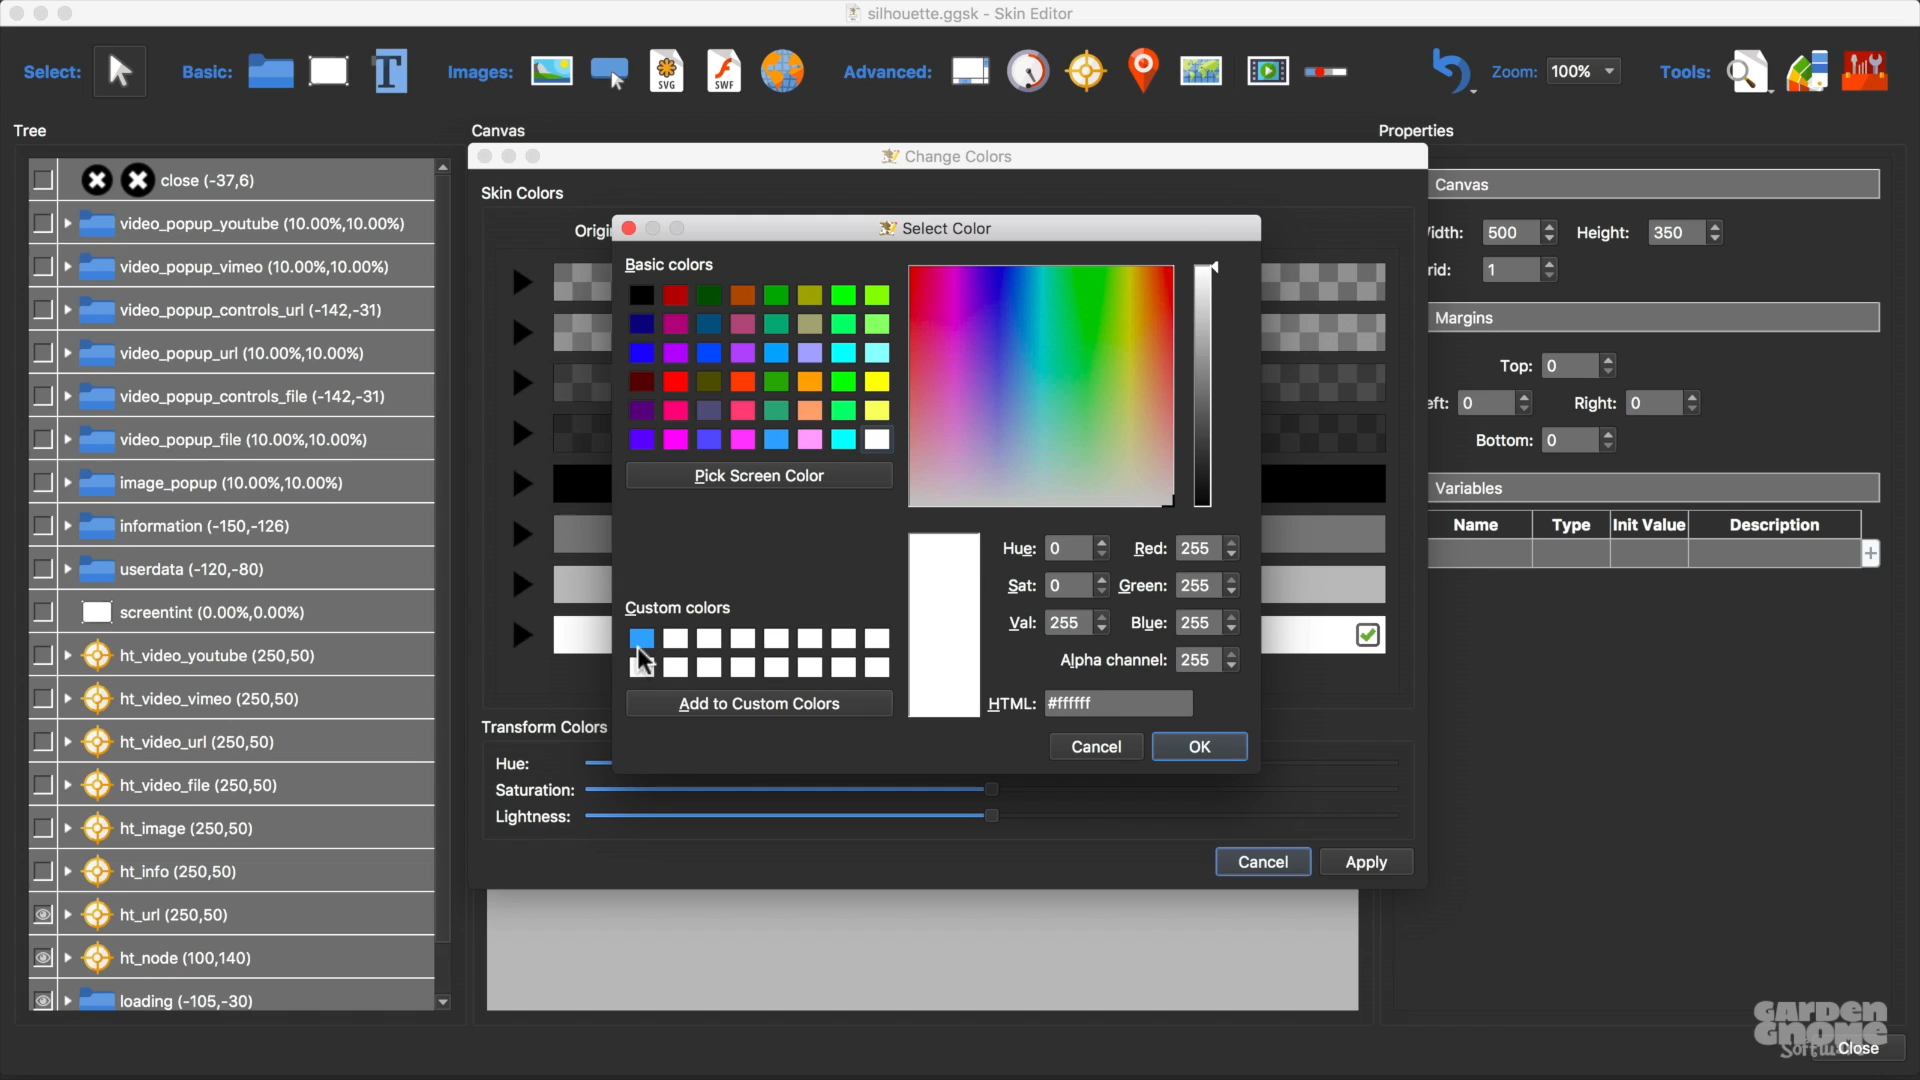 silhouette.ggsk - Skin Editor
Select:
Basic:
T
Images:
SVG
SWF
Advanced:
Zoom: 100%
Tools:
Tree
Canvas
Properties
close (-37,6)
video_popup_youtube (10.00%,10.00%)
video_popup_vimeo (10.00%,10.00%)
video_popup_controls_url (-142,-31)
video_popup_url (10.00%,10.00%)
video_popup_controls_file (-142,-31)
video_popup_file (10.00%,10.00%)
image_popup (10.00%,10.00%)
information (-150,-126)
userdata (-120,-80)
screentint (0.00%,0.00%)
ht_video_youtube (250,50)
ht_video_vimeo (250,50)
ht_video_url (250,50)
ht_video_file (250,50)
ht_image (250,50)
ht_info (250,50)
ht_url (250,50)
ht_node (100,140)
loading (-105,-30)
Change Colors
Skin Colors
Origi
Select Color
Basic colors
Pick Screen Color
Custom colors
Add to Custom Colors
Hue: 0 Red: 255
Sat: 0 Green: 255
Val: 255 Blue: 255
Alpha channel: 255
HTML: #ffffff
Cancel OK
Transform Colors
Hue:
Saturation:
Lightness:
Cancel Apply
Canvas
idth: 500 Height: 350
rid: 1
Margins
Top: 0
eft: 0 Right: 0
Bottom: 0
Variables
Name Type Init Value Description
+
GARDEN
GNOME
Software
Close